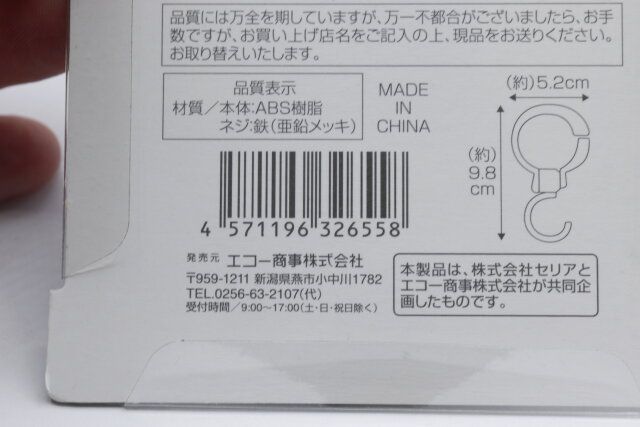 品質には万全を期していますが、万一不都合がございましたら、お手
数ですが、お買い上げ店名をご記入の上、現品をお送りください。
お取り替えいたします。
品質表示
材質／本体:ABS樹脂
ネジ:鉄(亜鉛メッキ)
MADE
IN
CHINA
(約)5.2cm
(約)
9.8
cm
4 571196 326558
発売元 エコー商事株式会社
〒959-1211 新潟県燕市小中川1782
TEL.0256-63-2107(代)
受付時間／9:00～17:00(土・日・祝日除く)
本製品は、株式会社セリアと
エコー商事株式会社が共同企
画したものです。